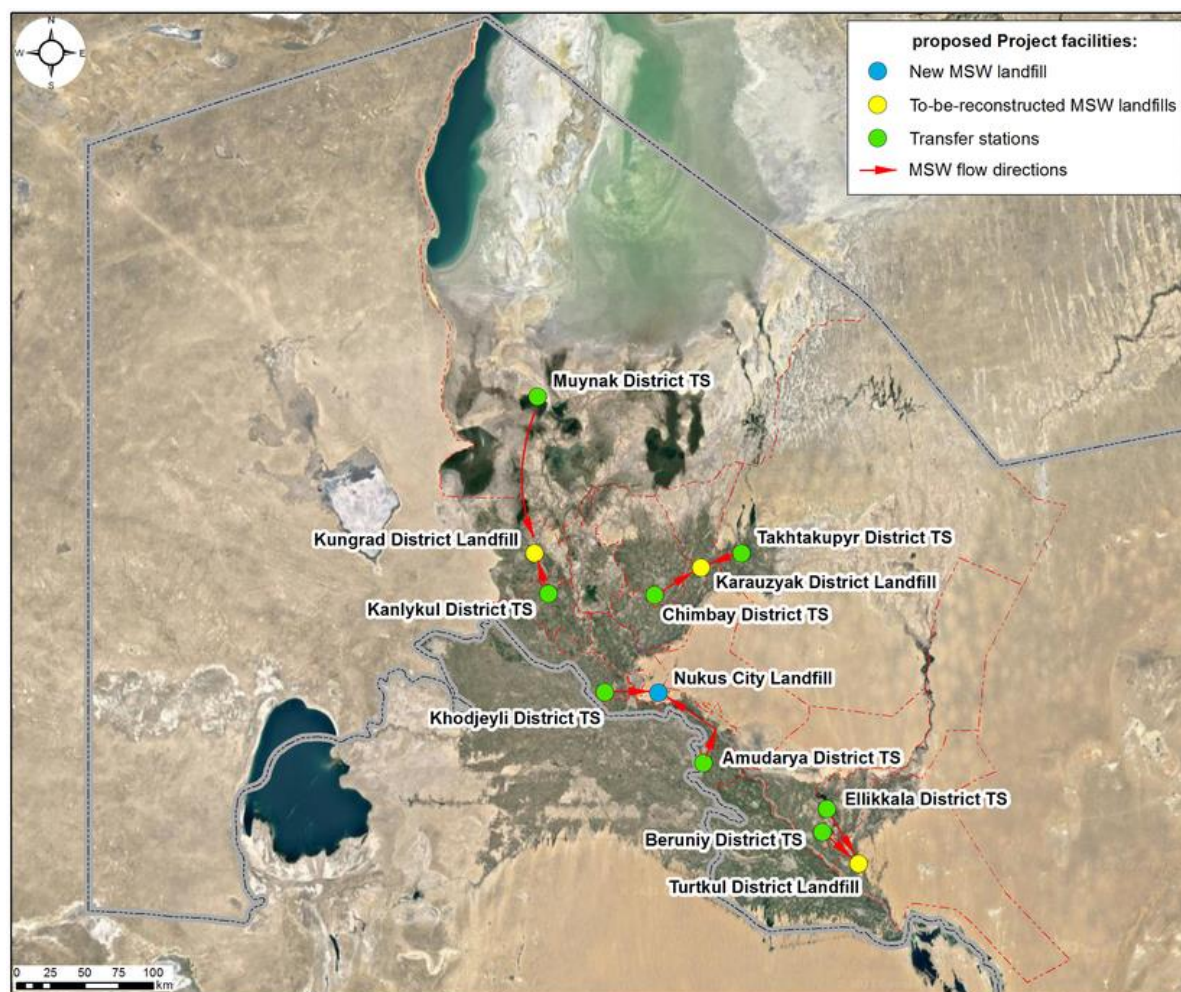 N
W E
S
proposed Project facilities:
New MSW landfill
To-be-reconstructed MSW landfills
Transfer stations
MSW flow directions
Muynak District TS
Kungrad District Landfill
Takhtakupyr District TS
Karauzyak District Landfill
Kanlykul District TS
Chimbay District TS
Nukus City Landfill
Khodjeyli District TS
Amudarya District TS
Ellikkala District TS
Beruniy District TS
Turtkul District Landfill
0 25 50 75 100
km